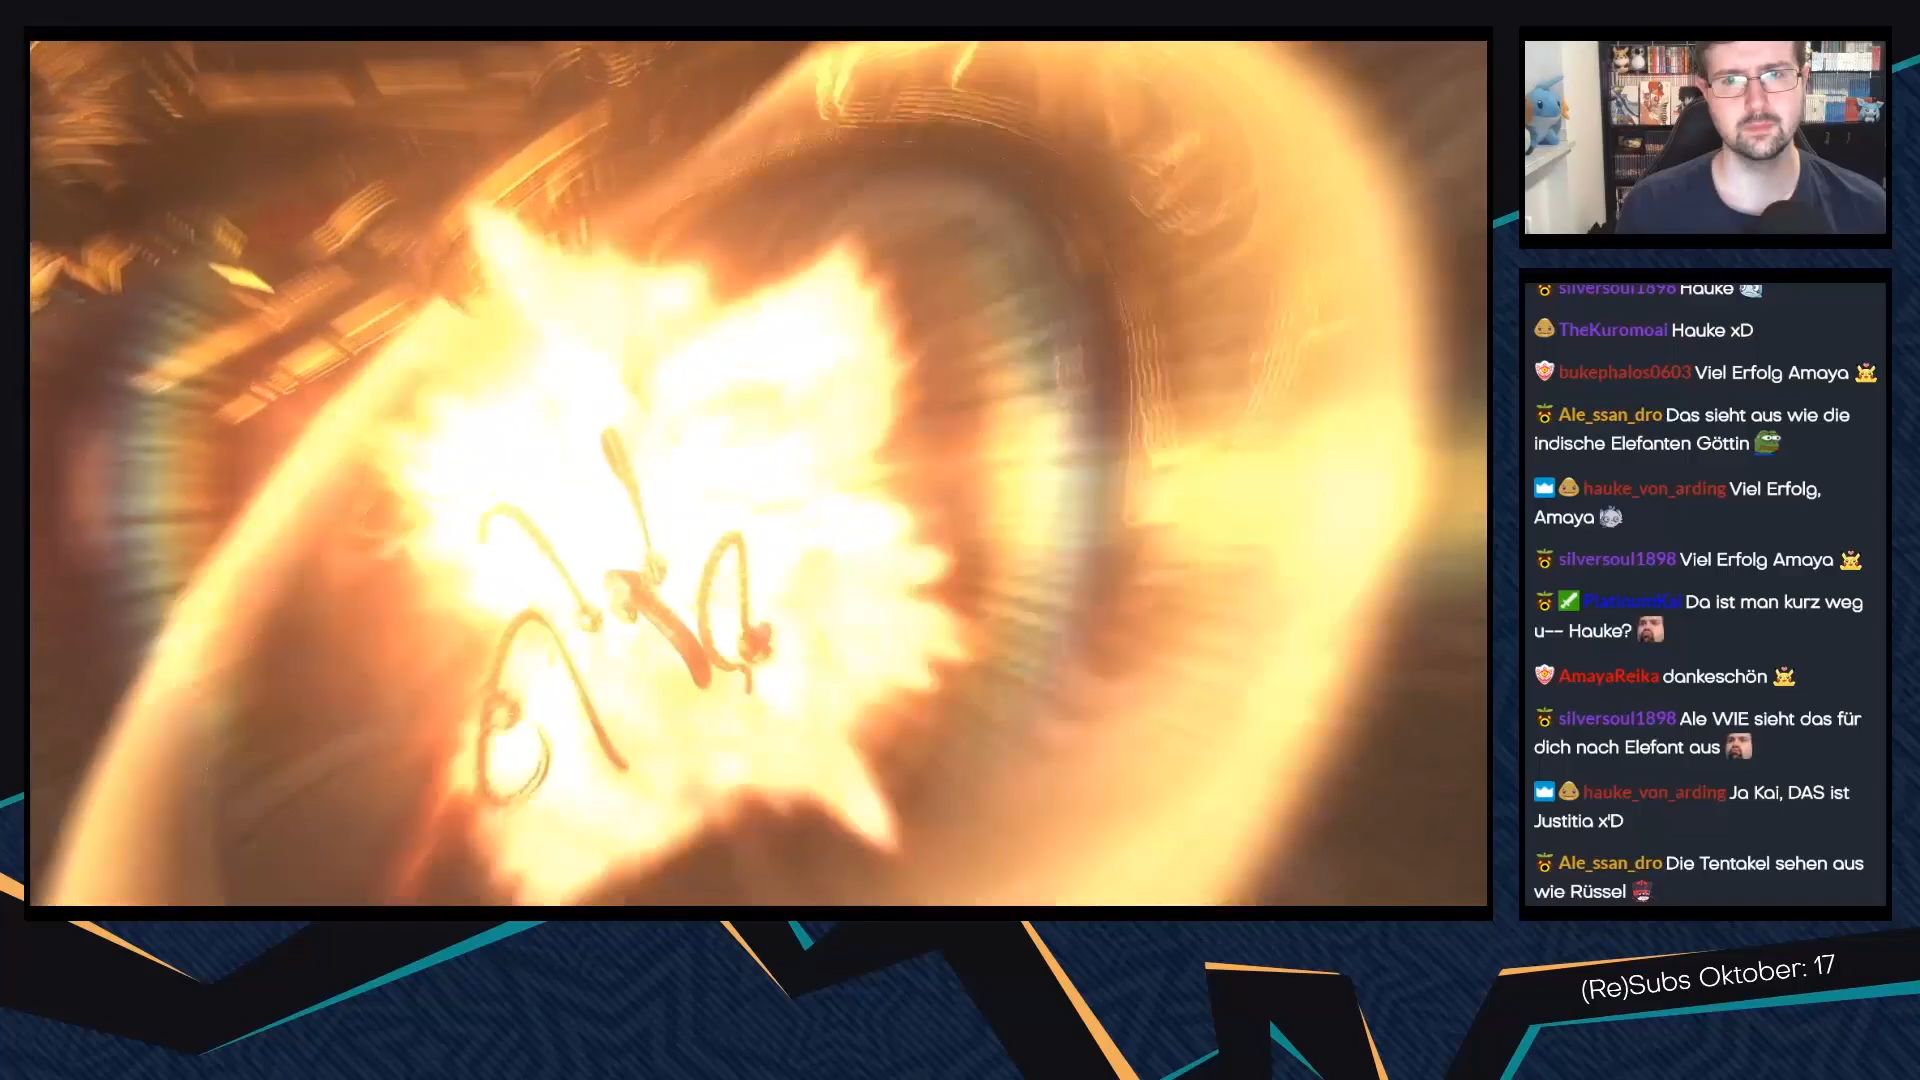 silversoul1898 Hauke
TheKuromoai Hauke xD
bukephalos0603 Viel Erfolg Amaya
Ale_ssan_dro Das sieht aus wie die
indische Elefanten Göttin
hauke_von_arding Viel Erfolg,
Amaya
silversoul1898 Viel Erfolg Amaya
PlatinumKai Da ist man kurz weg
u-- Hauke?
AmayaReika dankeschön
silversoul1898 Ale WIE sieht das für
dich nach Elefant aus
hauke_von_arding Ja Kai, DAS ist
Justitia x'D
Ale_ssan_dro Die Tentakel sehen aus
wie Rüssel
(Re)Subs Oktober: 17